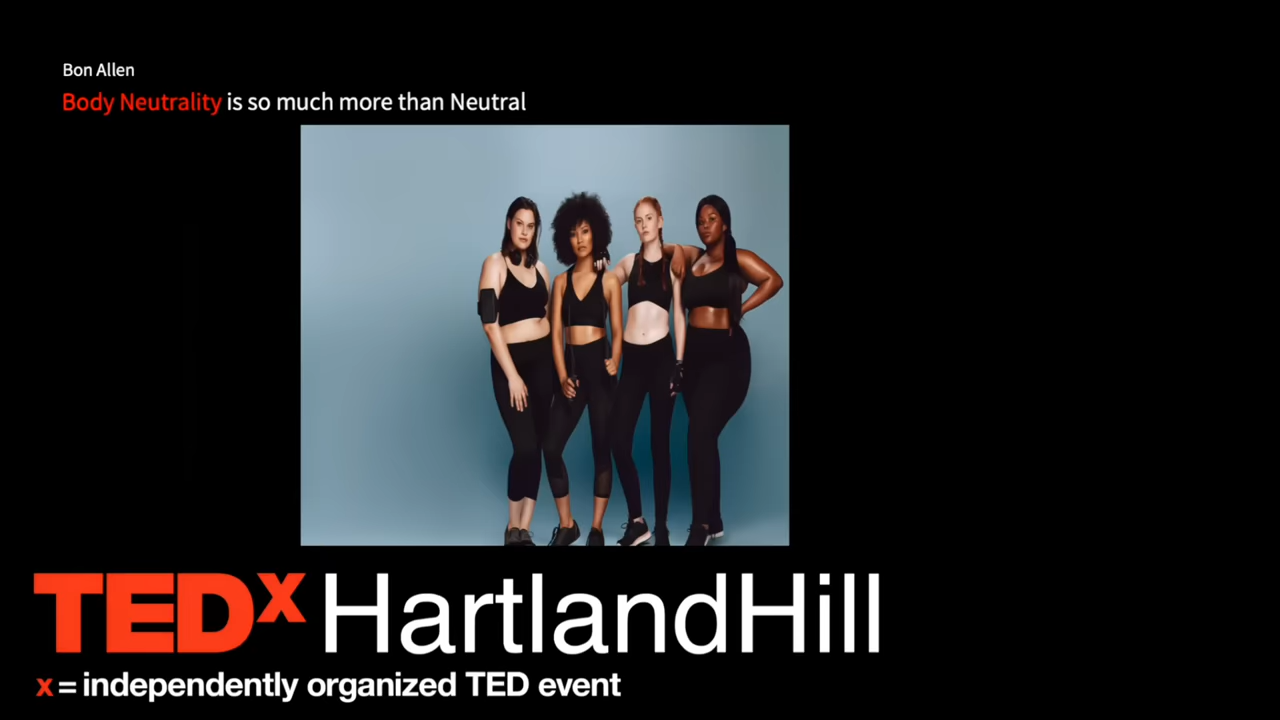 Bon Allen
Body Neutrality is so much more than Neutral
TEDx HartlandHill
x = independently organized TED event